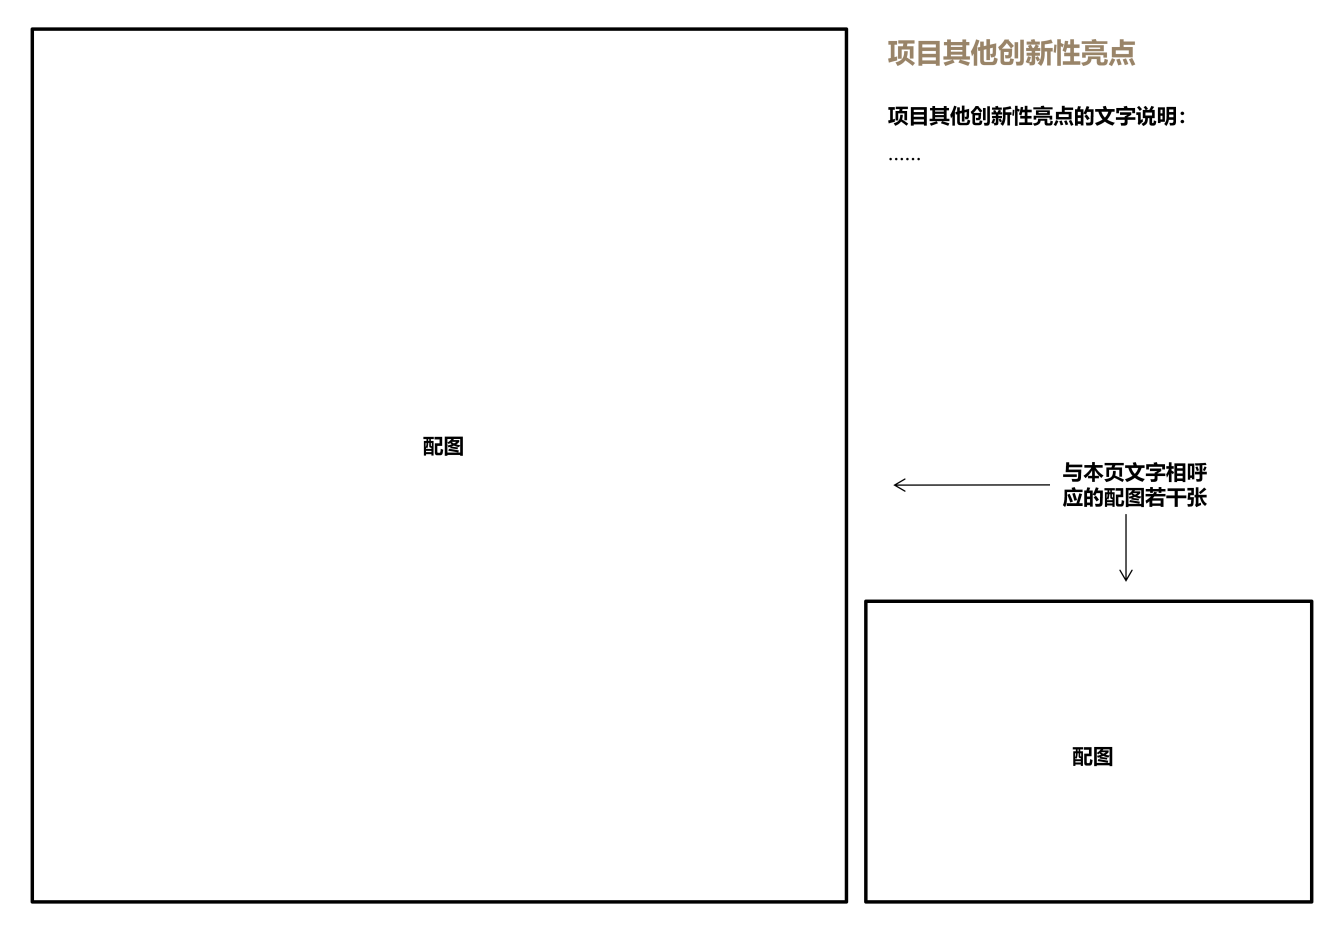 项目其他创新性亮点
项目其他创新性亮点的文字说明：
......
配图
与本页文字相呼
应的配图若干张
配图